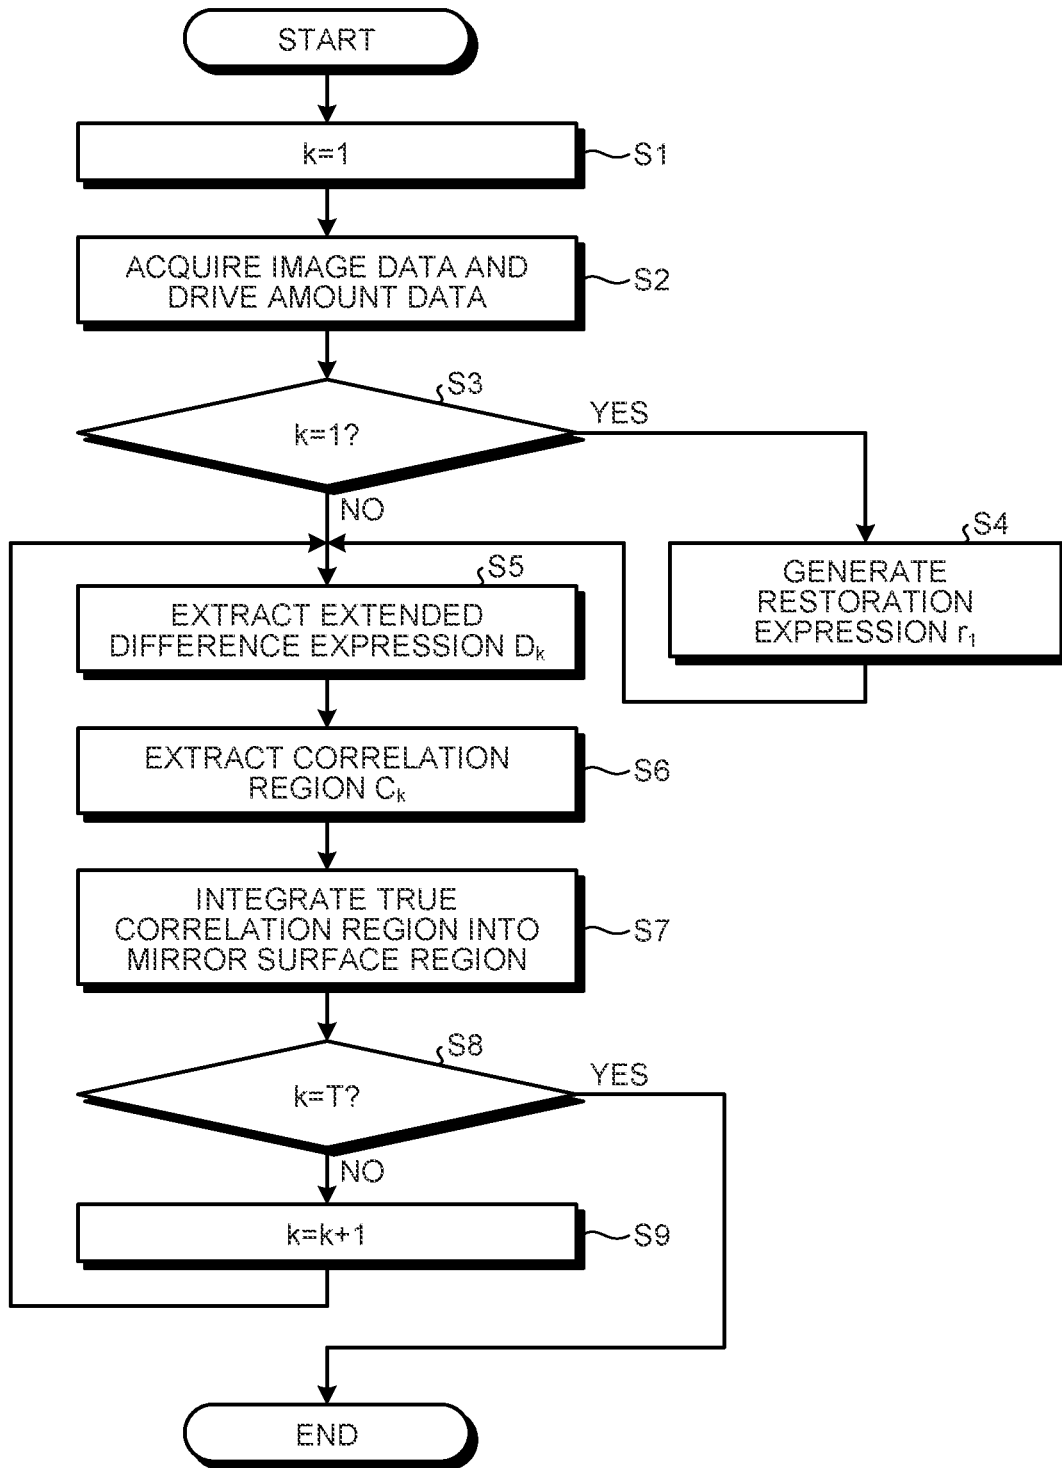 START
k=1
S1
ACQUIRE IMAGE DATA AND
DRIVE AMOUNT DATA
S2
S3
k=1?
YES
NO
S4
GENERATE
RESTORATION
EXPRESSION r₁
S5
EXTRACT EXTENDED
DIFFERENCE EXPRESSION Dₖ
EXTRACT CORRELATION
REGION Cₖ
S6
INTEGRATE TRUE
CORRELATION REGION INTO
MIRROR SURFACE REGION
S7
S8
k=T?
YES
NO
k=k+1
S9
END